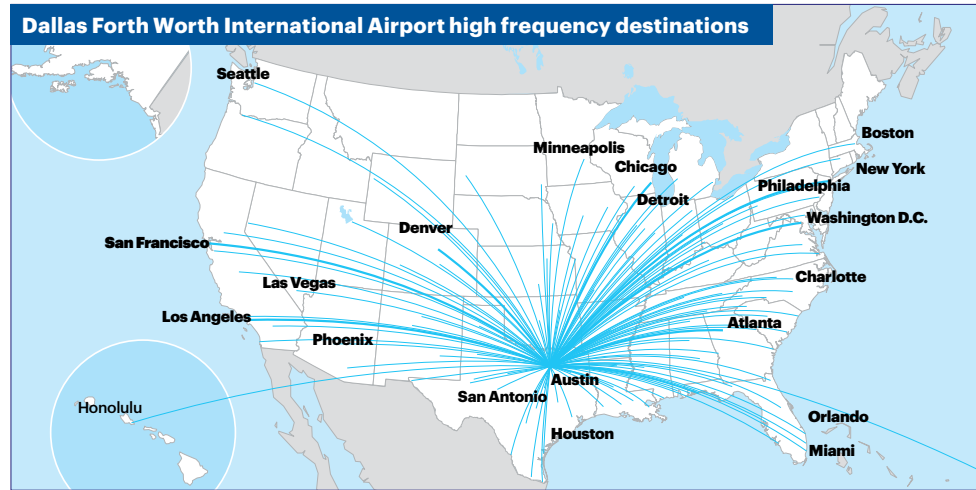 Dallas Forth Worth International Airport high frequency destinations
Seattle
Boston
Minneapolis
Chicago
New York
Philadelphia
Detroit
Washington D.C.
Denver
San Francisco
Charlotte
Las Vegas
Los Angeles
Atlanta
Phoenix
Austin
San Antonio
Honolulu
Orlando
Houston
Miami